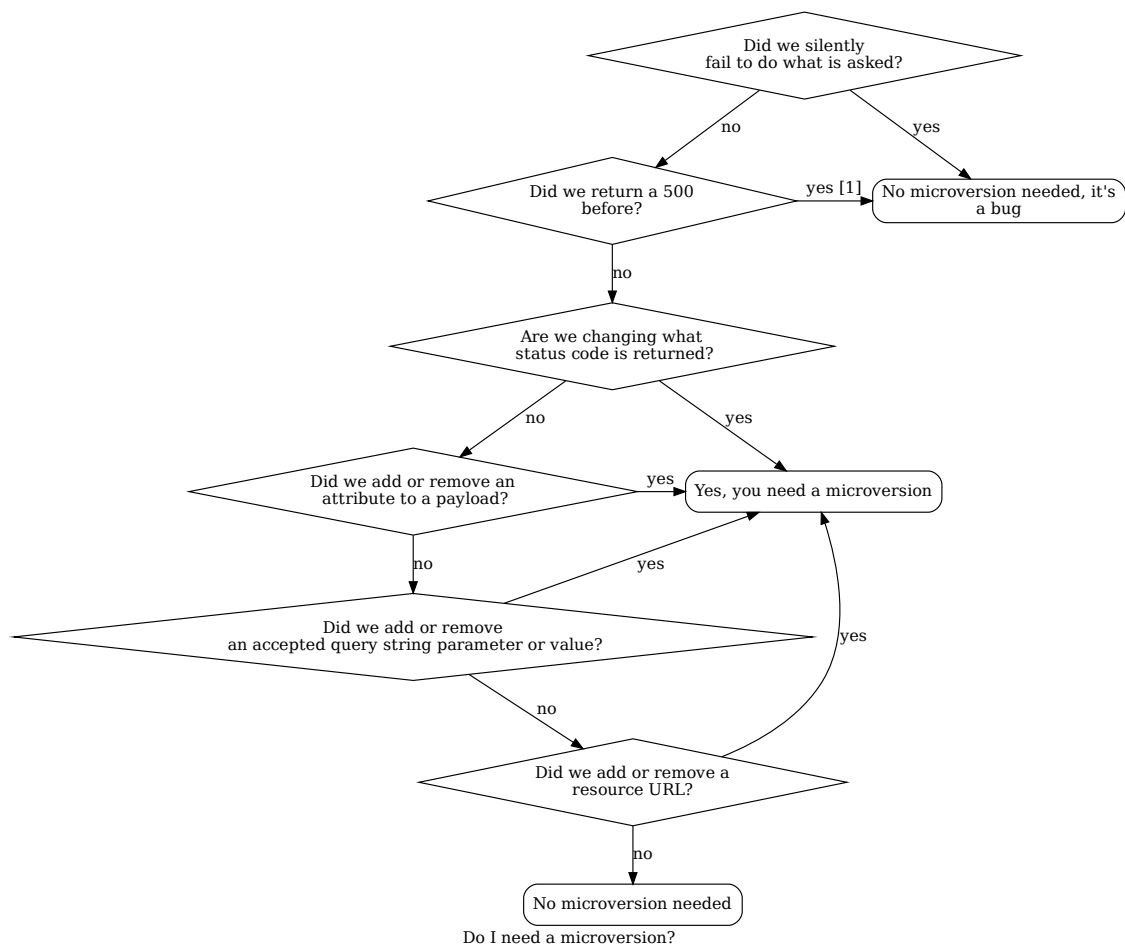 Did we silently
fail to do what is asked?
no
yes
Did we return a 500
before?
yes [1]
No microversion needed, it's
a bug
no
Are we changing what
status code is returned?
no
yes
Did we add or remove an
attribute to a payload?
yes
Yes, you need a microversion
no
yes
Did we add or remove
an accepted query string parameter or value?
yes
no
Did we add or remove a
resource URL?
no
No microversion needed
Do I need a microversion?